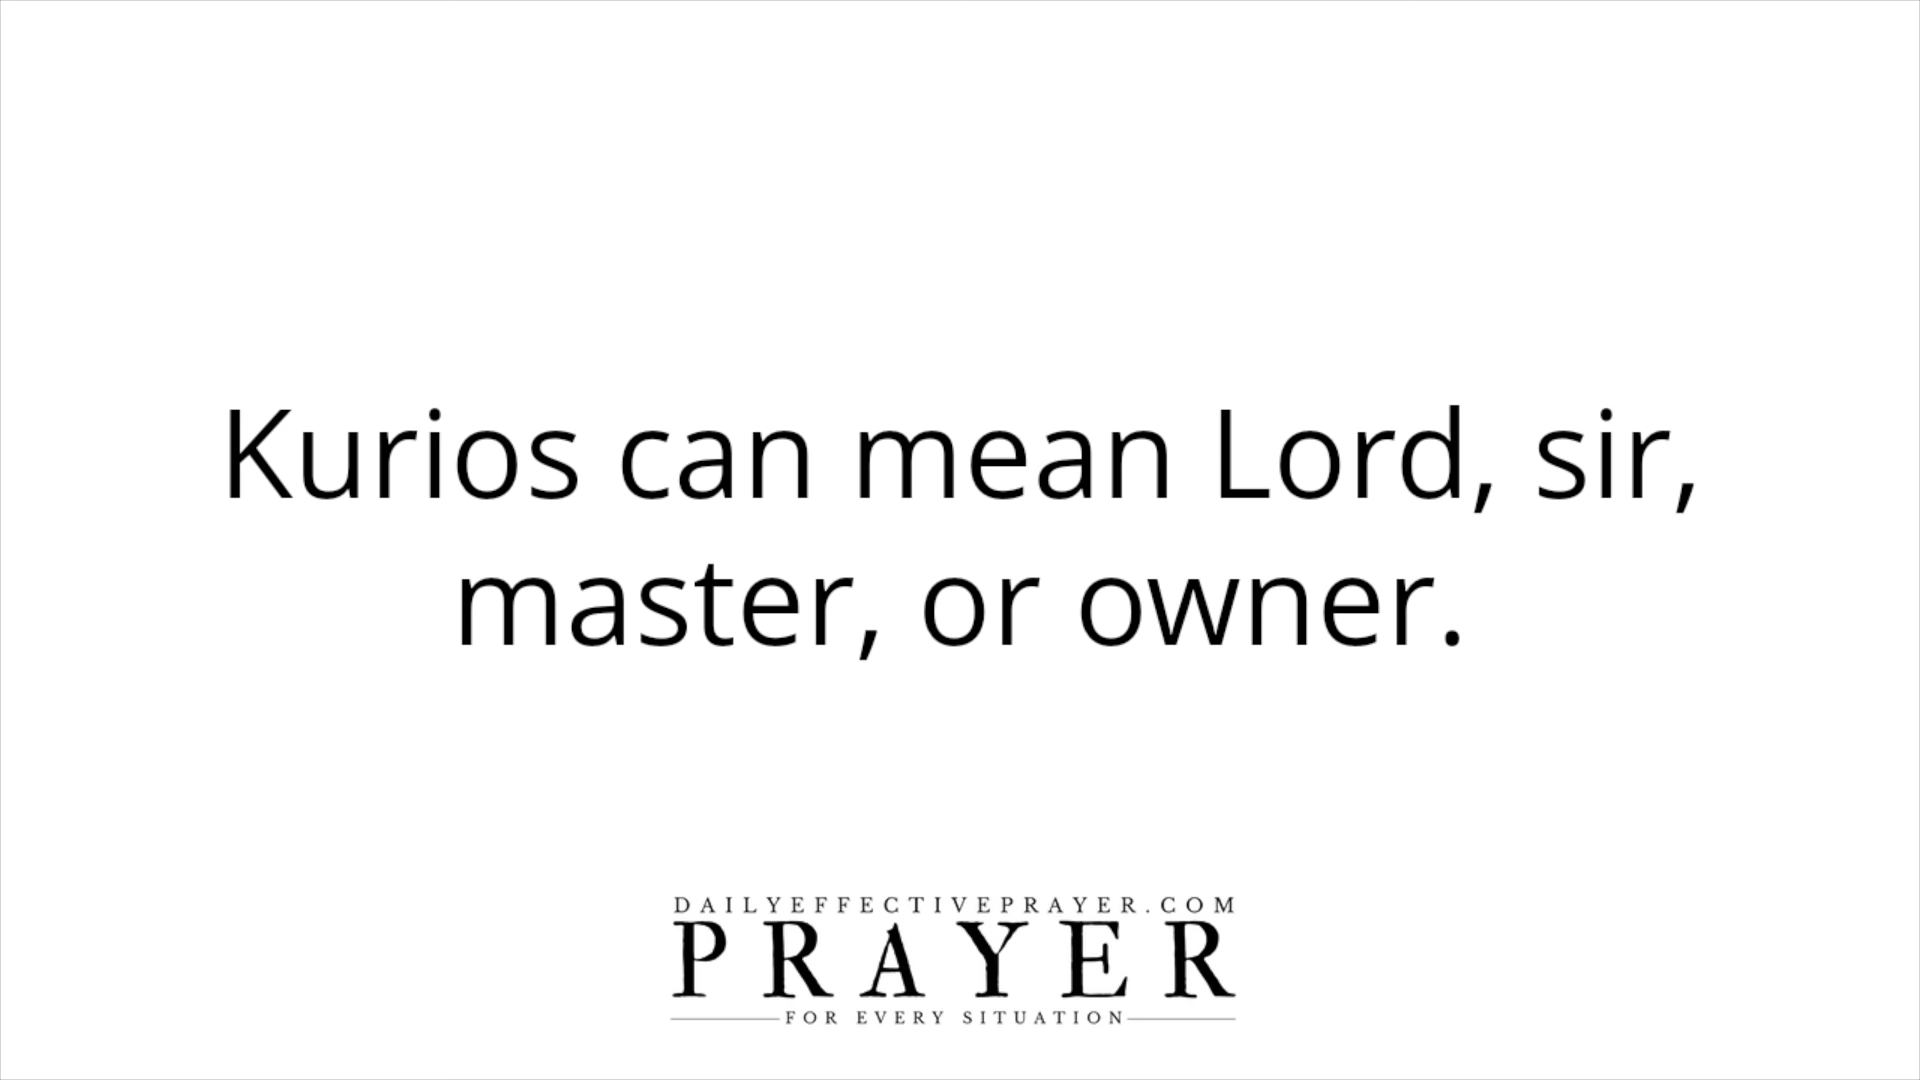 Kurios can mean Lord, sir,
master, or owner.
DAILYEFFECTIVEPRAYER.COM
PRAYER
FOR EVERY SITUATION